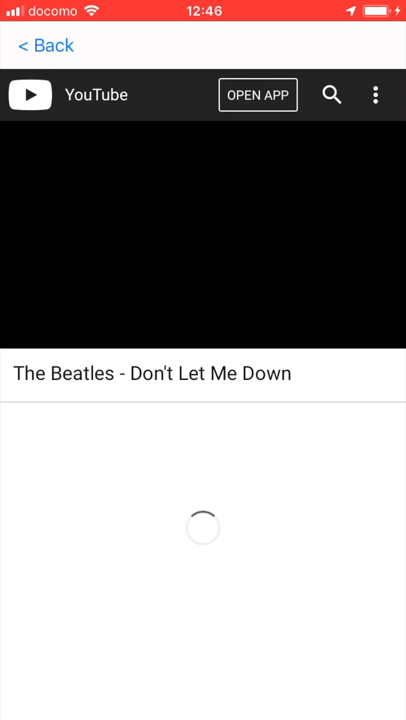 docomo 12:46
< Back
YouTube OPEN APP
The Beatles - Don't Let Me Down